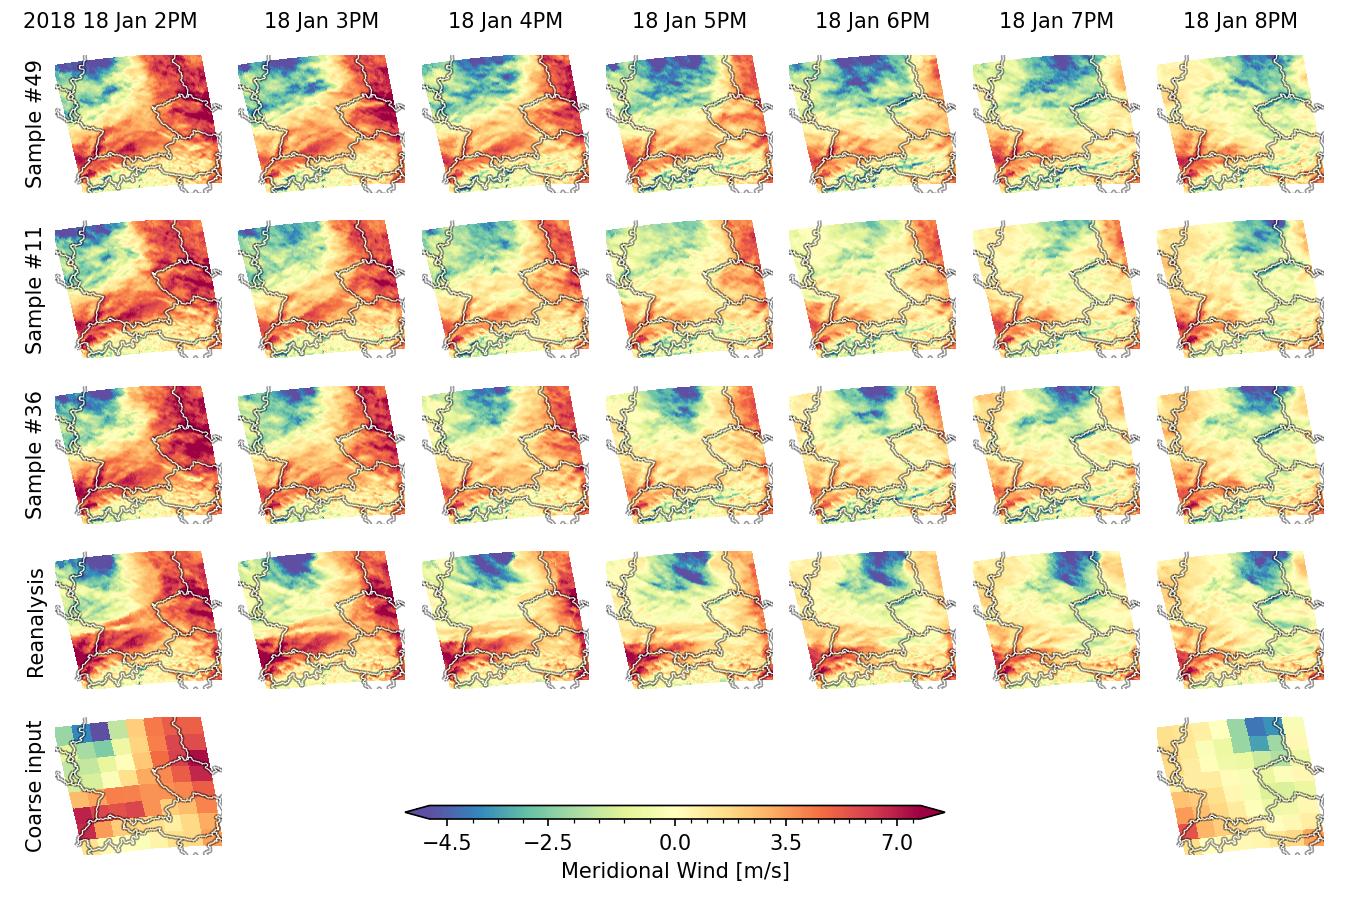 2018 18 Jan 2PM 18 Jan 3PM 18 Jan 4PM 18 Jan 5PM 18 Jan 6PM 18 Jan 7PM 18 Jan 8PM
Sample #49
Sample #11
Sample #36
Reanalysis
Coarse input
−4.5 −2.5 0.0 3.5 7.0
Meridional Wind [m/s]